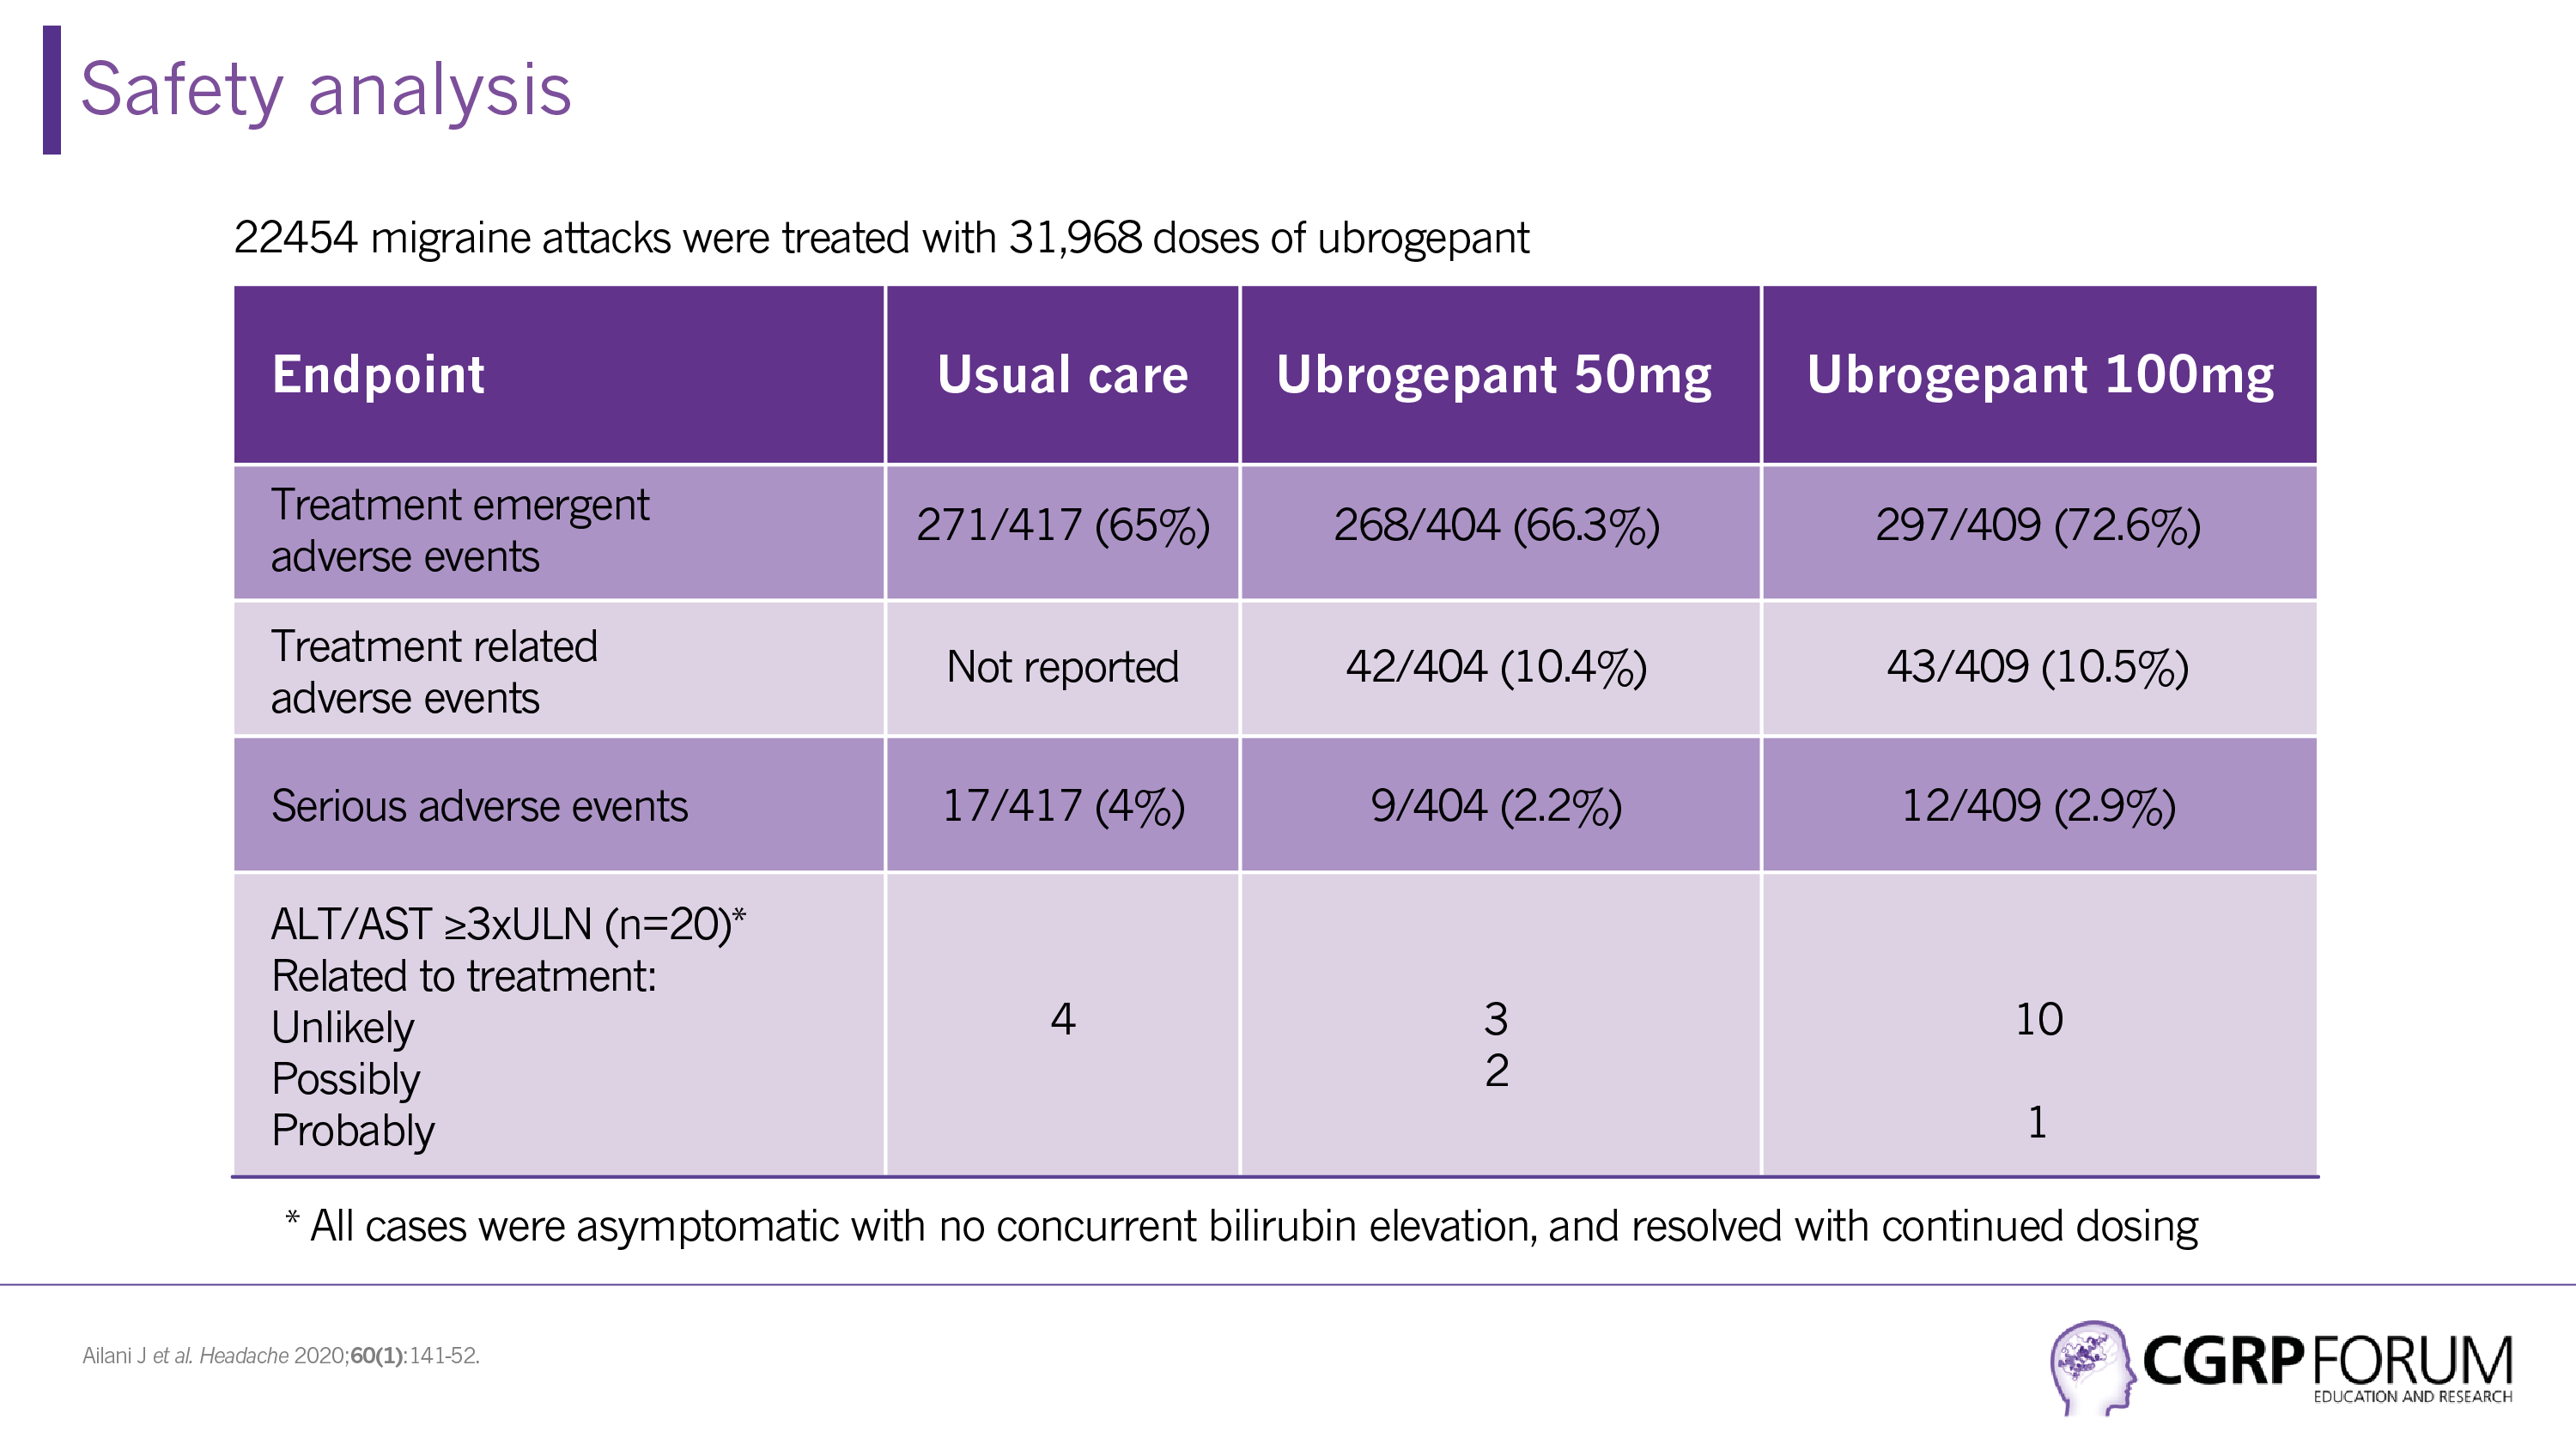 Safety analysis
22454 migraine attacks were treated with 31,968 doses of ubrogepant
Endpoint
Usual care
Ubrogepant 50mg
Ubrogepant 100mg
Treatment emergent
adverse events
271/417 (65%)
268/404 (66.3%)
297/409 (72.6%)
Treatment related
adverse events
Not reported
42/404 (10.4%)
43/409 (10.5%)
Serious adverse events
17/417 (4%)
9/404 (2.2%)
12/409 (2.9%)
ALT/AST ≥3xULN (n=20)*
Related to treatment:
Unlikely
4
3
10
Possibly
2
Probably
1
* All cases were asymptomatic with no concurrent bilirubin elevation, and resolved with continued dosing
Ailani J et al. Headache 2020;60(1):141-52.
CGRP FORUM
EDUCATION AND RESEARCH